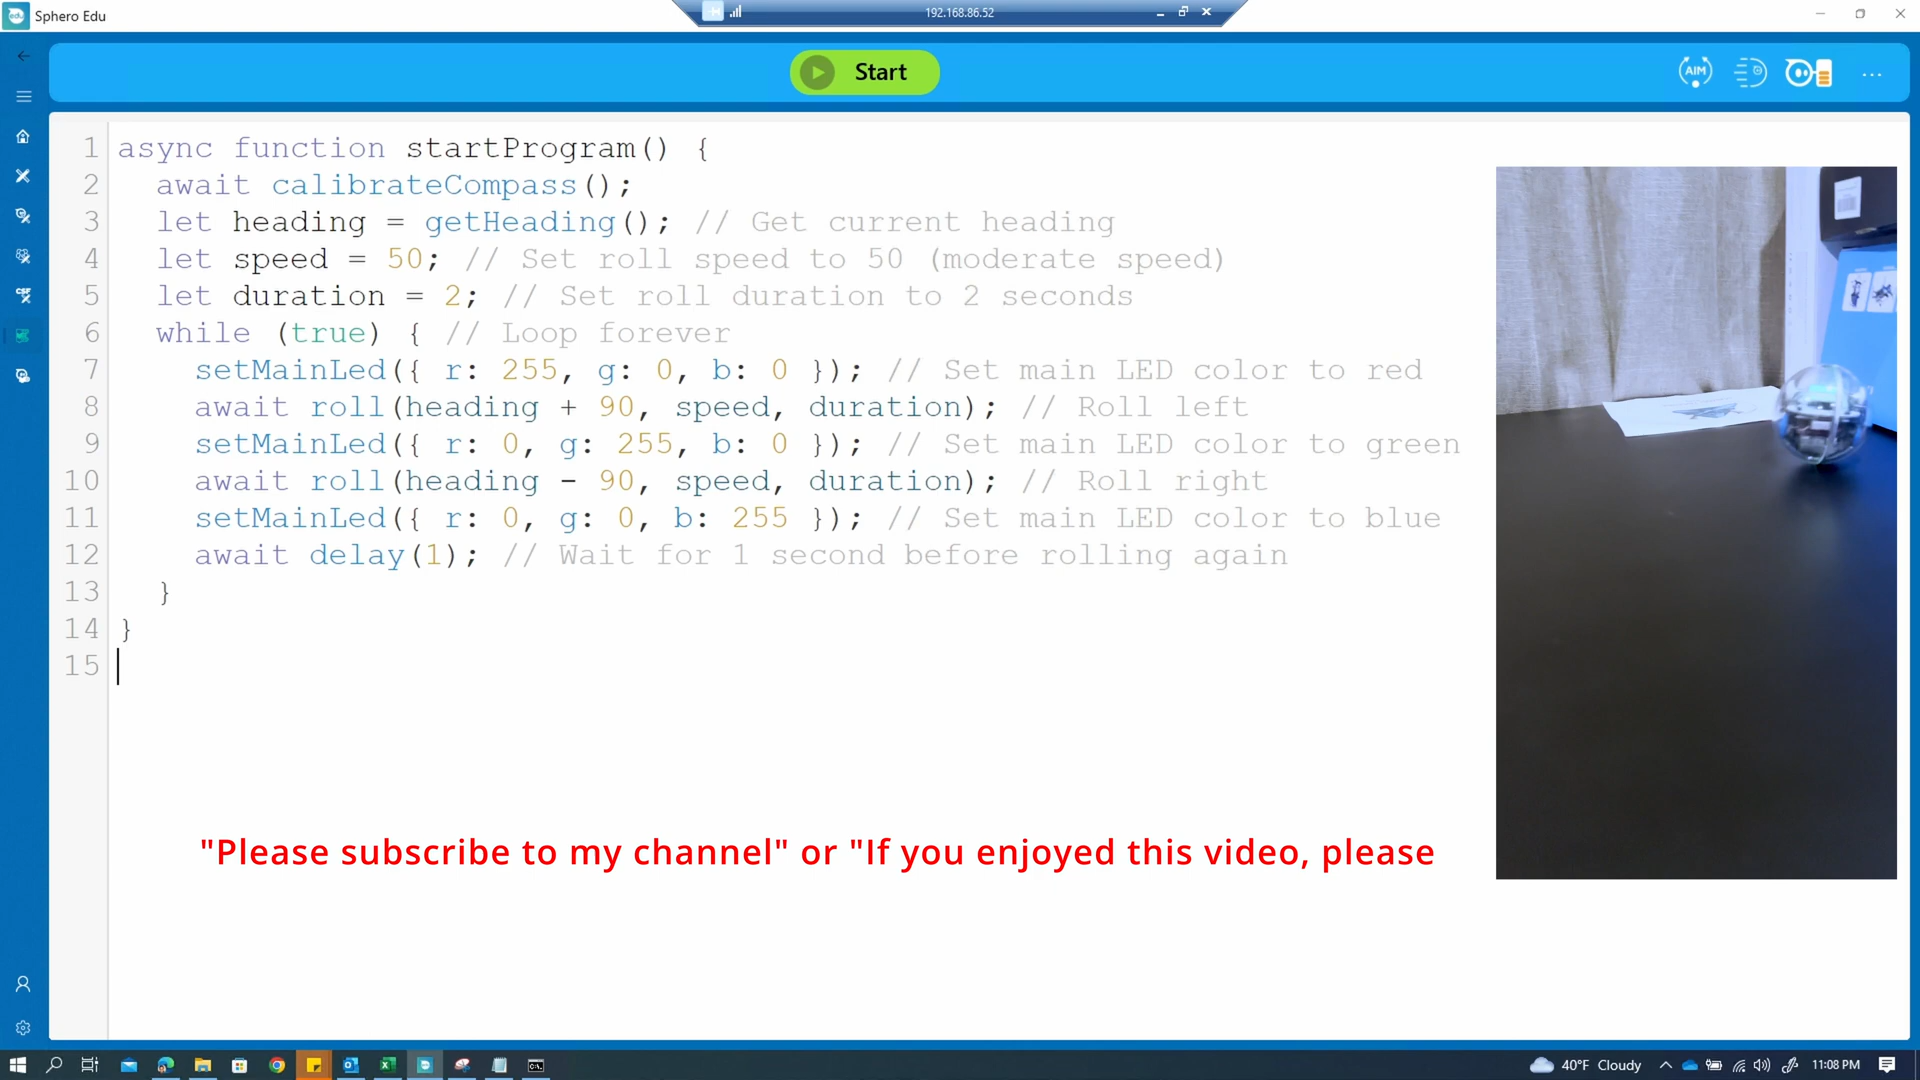 Sphero Edu
192.168.86.52
Start
AIM
1 async function startProgram() {
2 await calibrateCompass();
3 let heading = getHeading(); // Get current heading
4 let speed = 50; // Set roll speed to 50 (moderate speed)
5 let duration = 2; // Set roll duration to 2 seconds
6 while (true) { // Loop forever
7 setMainLed({ r: 255, g: 0, b: 0 }); // Set main LED color to red
8 await roll(heading + 90, speed, duration); // Roll left
9 setMainLed({ r: 0, g: 255, b: 0 }); // Set main LED color to green
10 await roll(heading - 90, speed, duration); // Roll right
11 setMainLed({ r: 0, g: 0, b: 255 }); // Set main LED color to blue
12 await delay(1); // Wait for 1 second before rolling again
13 }
14 }
15
"Please subscribe to my channel" or "If you enjoyed this video, please
40°F Cloudy
11:08 PM